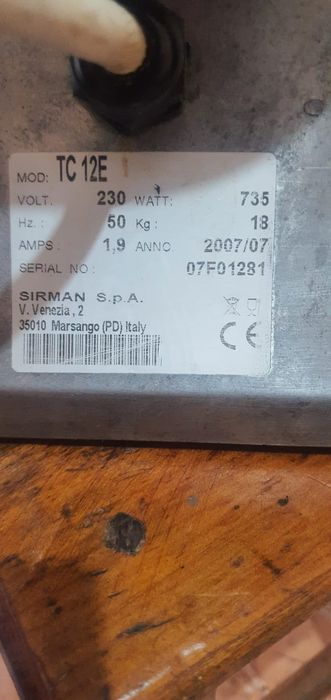 MOD: TC 12E
VOLT: 230 WATT: 735
Hz.: 50 Kg: 18
AMPS: 1,9 ANNO 2007/07
SERIAL NO: 07F01281
SIRMAN S.p.A.
V. Venezia, 2
35010 Marsango (PD) Italy
CE